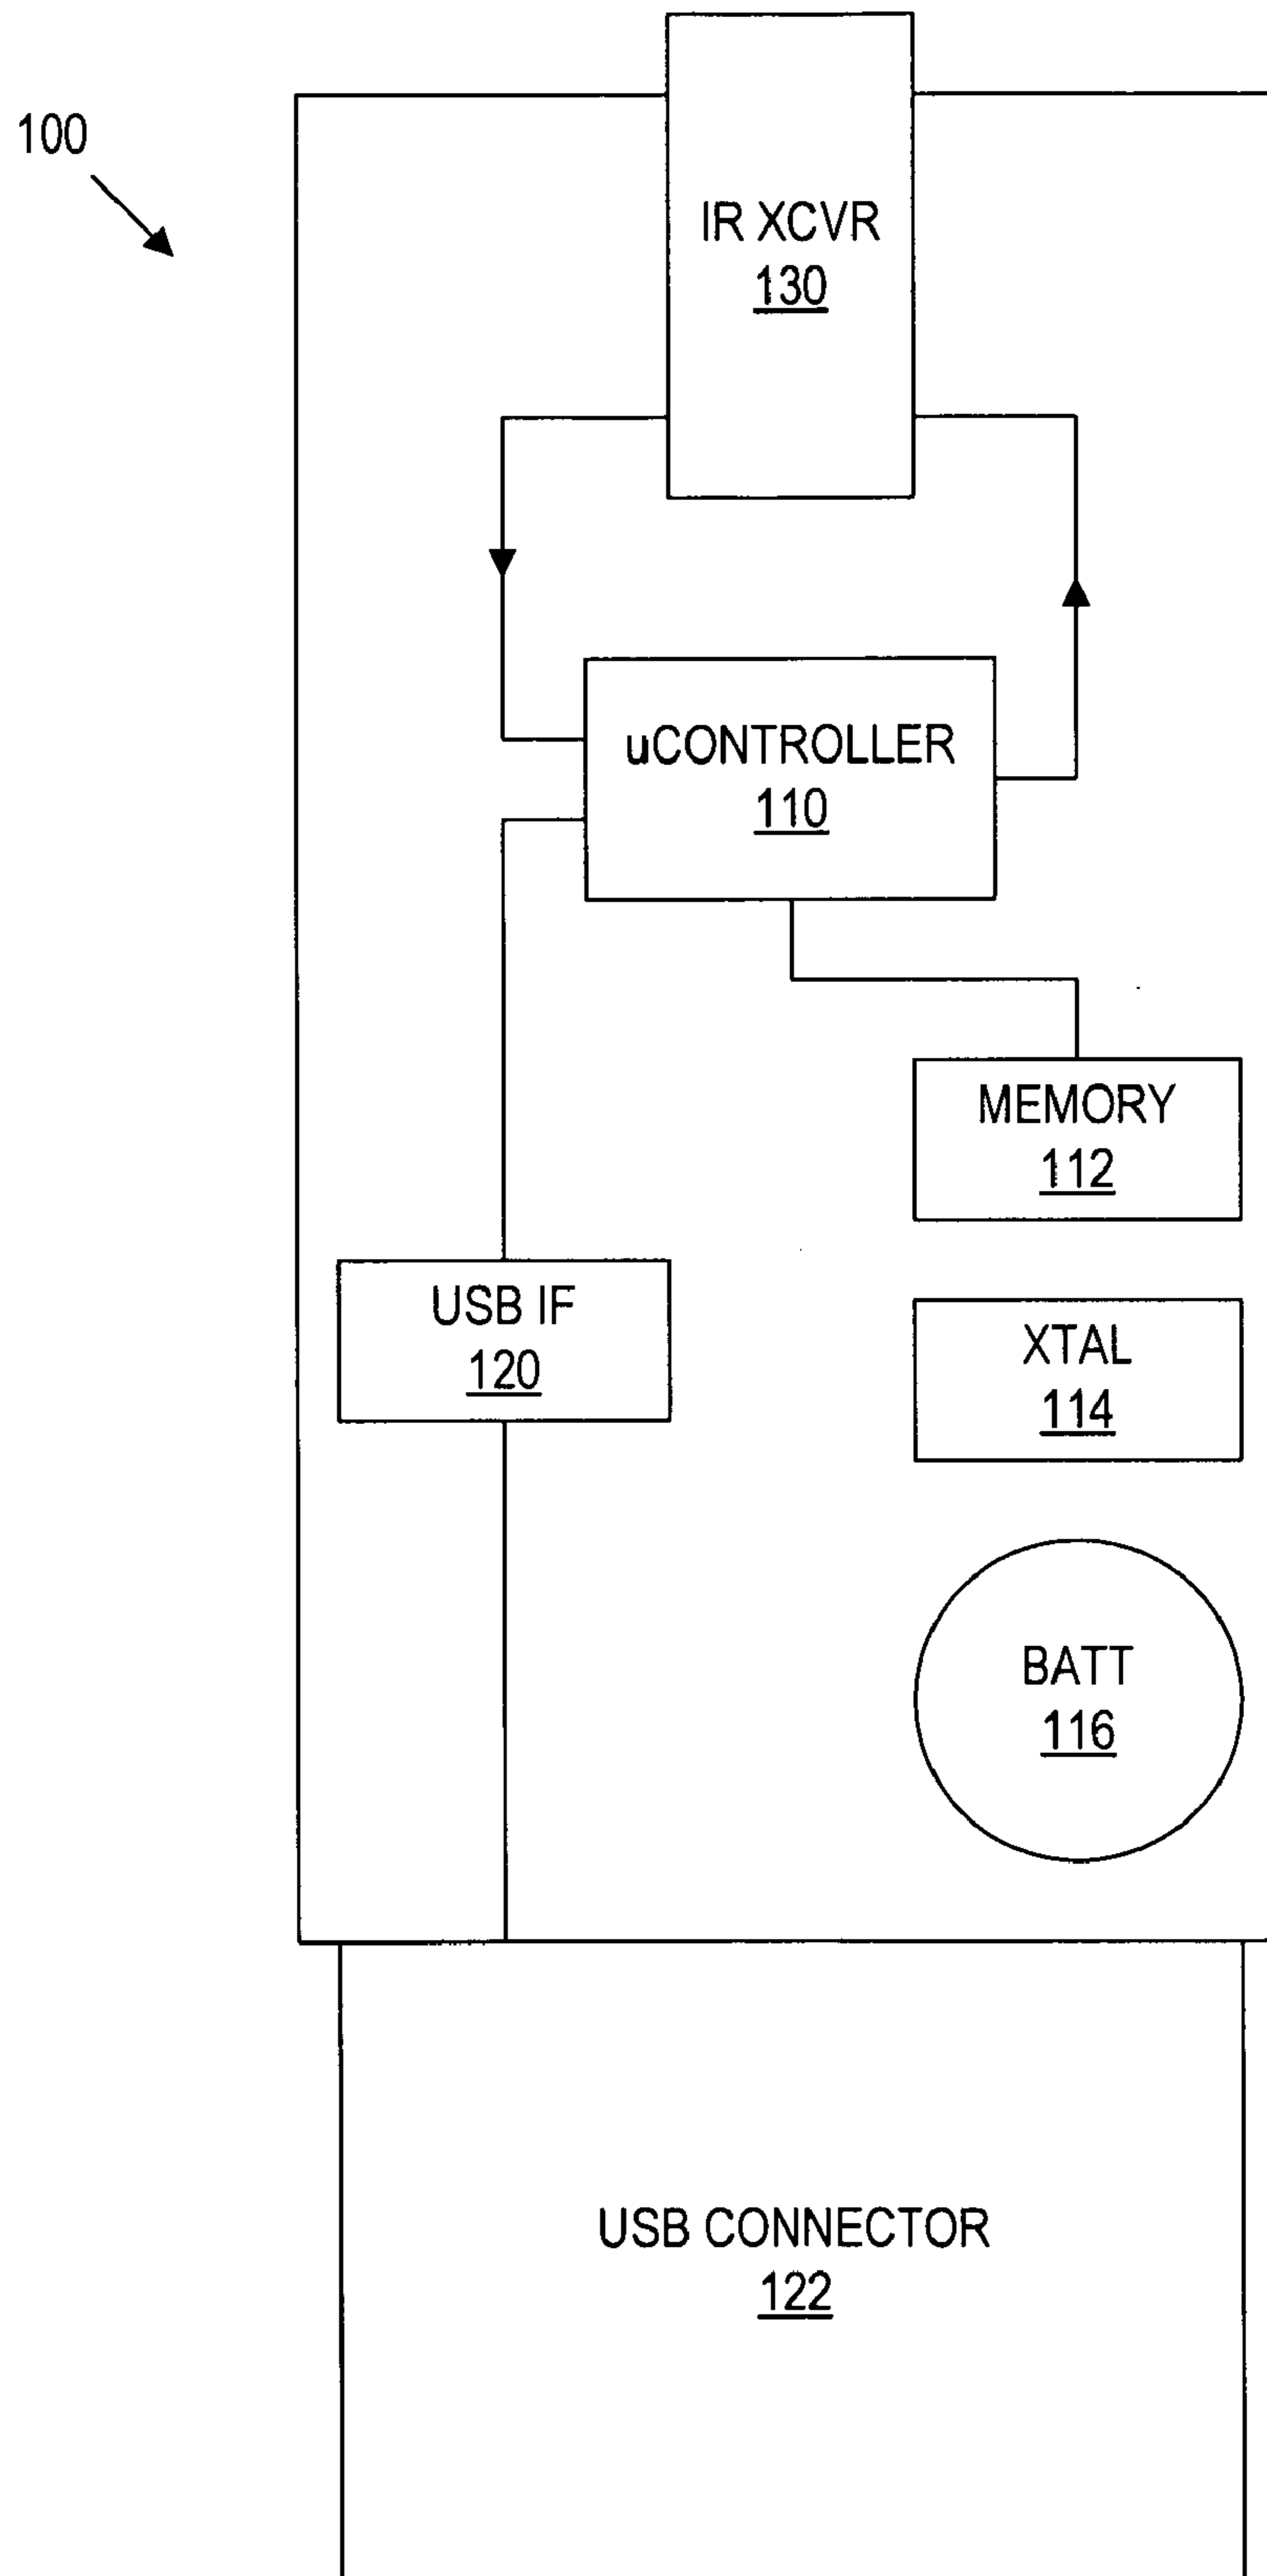 100
IR XCVR
130
uCONTROLLER
110
MEMORY
112
USB IF
120
XTAL
114
BATT
116
USB CONNECTOR
122